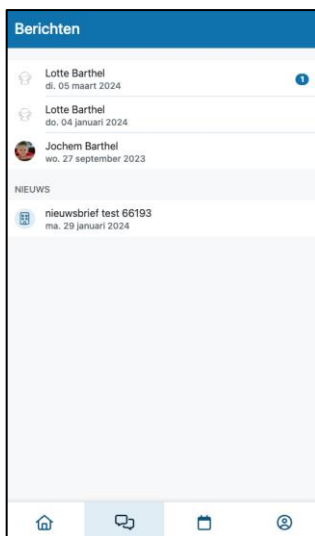 Berichten
Lotte Barthel
di. 05 maart 2024
1
Lotte Barthel
do. 04 januari 2024
Jochem Barthel
wo. 27 september 2023
NIEUWS
nieuwsbrief test 66193
ma. 29 januari 2024